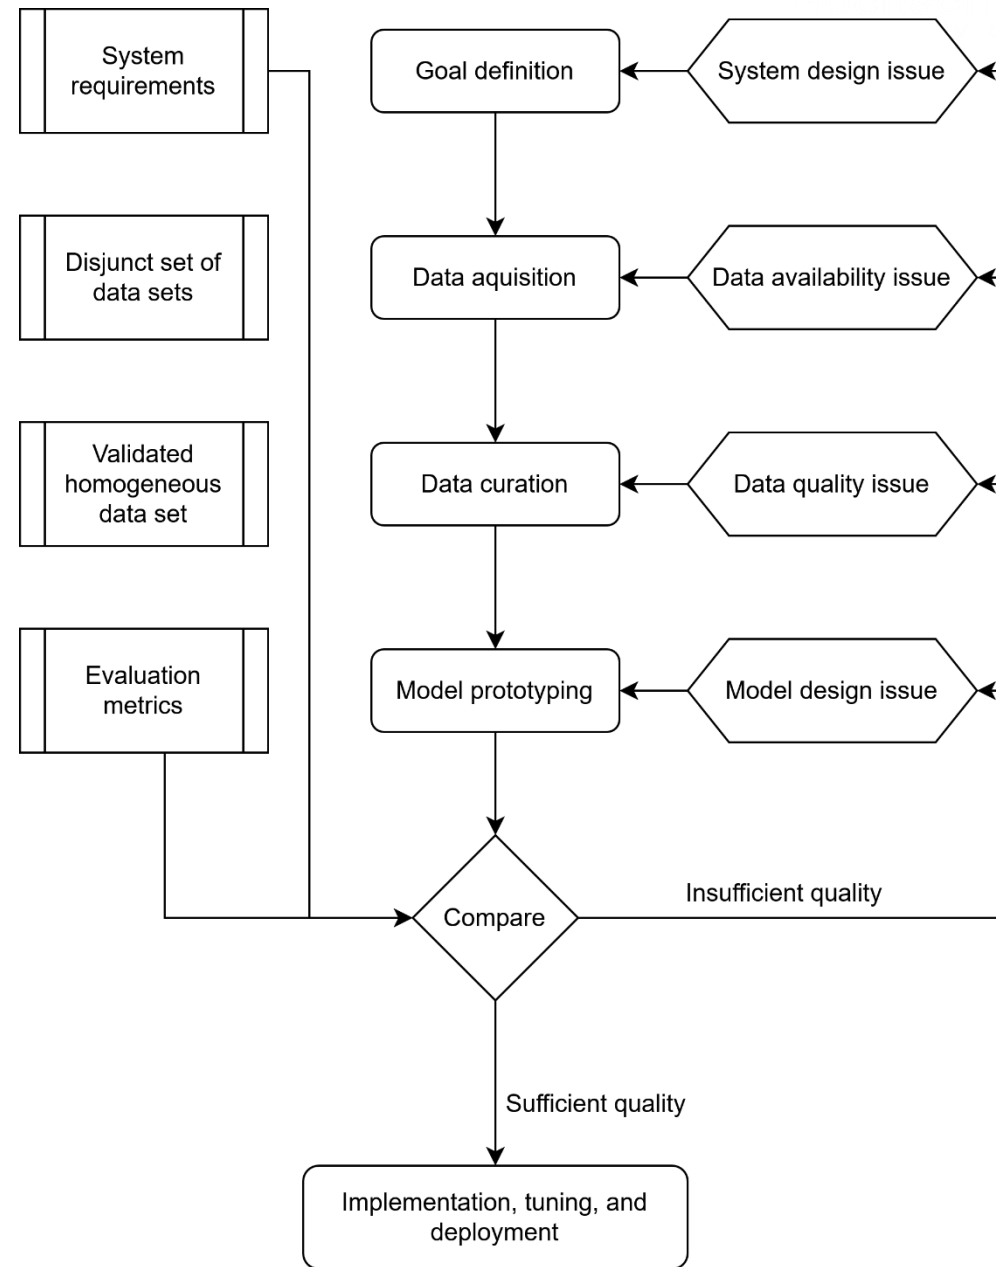 System
requirements
Goal definition
System design issue
Disjunct set of
data sets
Data aquisition
Data availability issue
Validated
homogeneous
data set
Data curation
Data quality issue
Evaluation
metrics
Model prototyping
Model design issue
Compare
Insufficient quality
Sufficient quality
Implementation, tuning, and
deployment